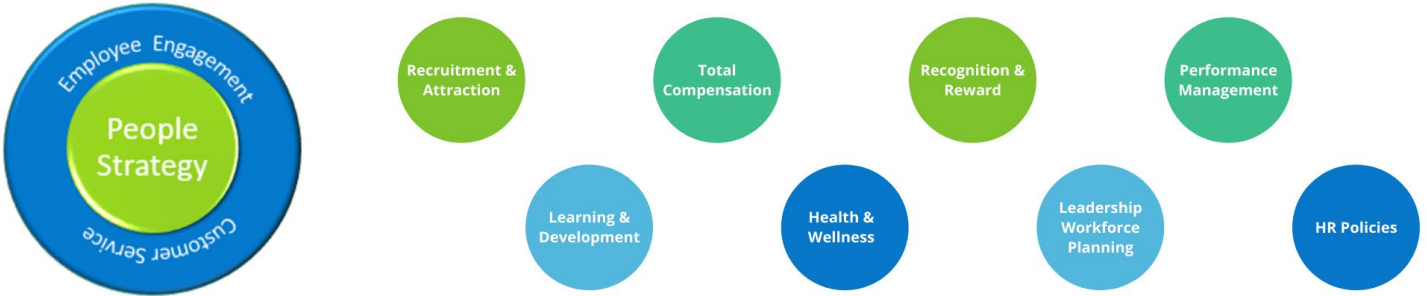 Employee Engagement
People
Strategy
Customer Service
Recruitment &
Attraction
Learning &
Development
Total
Compensation
Health &
Wellness
Recognition &
Reward
Leadership
Workforce
Planning
Performance
Management
HR Policies